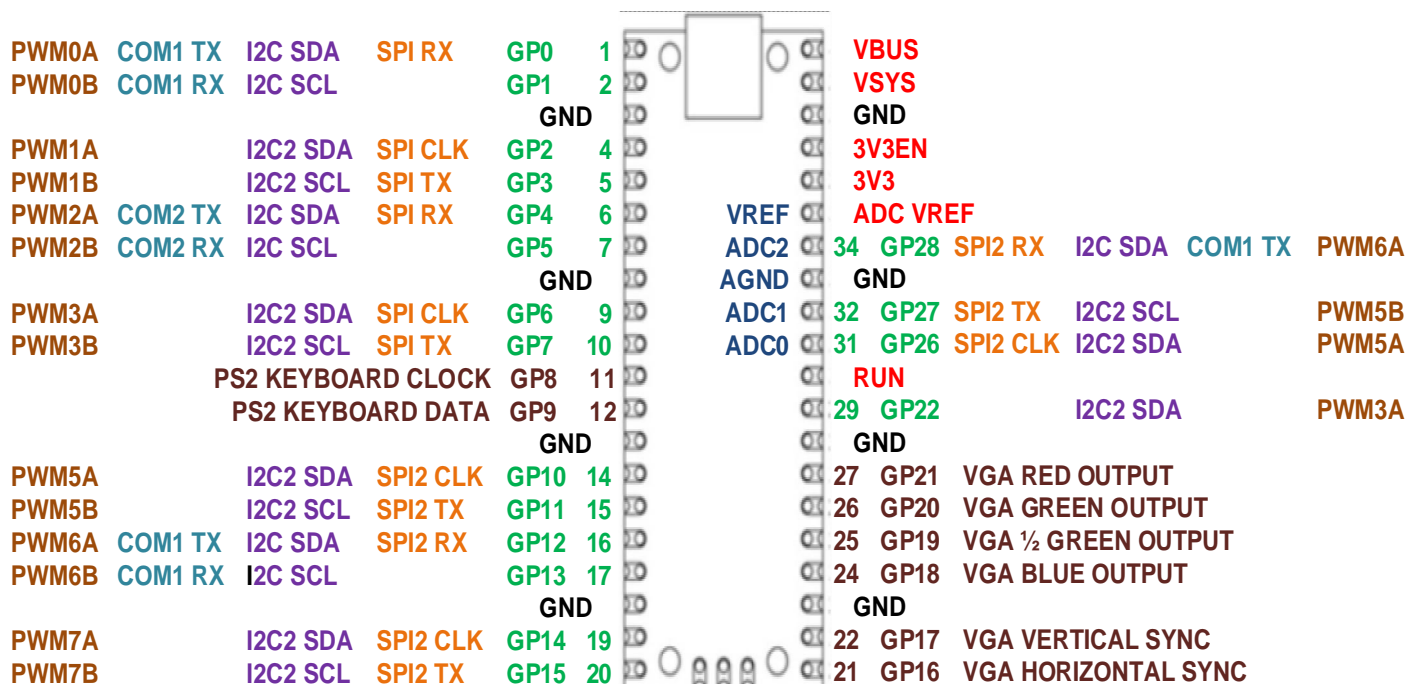 PWM0A COM1 TX I2C SDA SPI RX GP0 1 VBUS
PWM0B COM1 RX I2C SCL GP1 2 VSYS
GND GND
PWM1A I2C2 SDA SPI CLK GP2 4 3V3EN
PWM1B I2C2 SCL SPI TX GP3 5 3V3
PWM2A COM2 TX I2C SDA SPI RX GP4 6 VREF ADC VREF
PWM2B COM2 RX I2C SCL GP5 7 ADC2 34 GP28 SPI2 RX I2C SDA COM1 TX PWM6A
GND AGND GND
PWM3A I2C2 SDA SPI CLK GP6 9 ADC1 32 GP27 SPI2 TX I2C2 SCL PWM5B
PWM3B I2C2 SCL SPI TX GP7 10 ADC0 31 GP26 SPI2 CLK I2C2 SDA PWM5A
PS2 KEYBOARD CLOCK GP8 11 RUN
PS2 KEYBOARD DATA GP9 12 29 GP22 I2C2 SDA PWM3A
GND GND
PWM5A I2C2 SDA SPI2 CLK GP10 14 27 GP21 VGA RED OUTPUT
PWM5B I2C2 SCL SPI2 TX GP11 15 26 GP20 VGA GREEN OUTPUT
PWM6A COM1 TX I2C SDA SPI2 RX GP12 16 25 GP19 VGA ½ GREEN OUTPUT
PWM6B COM1 RX I2C SCL GP13 17 24 GP18 VGA BLUE OUTPUT
GND GND
PWM7A I2C2 SDA SPI2 CLK GP14 19 22 GP17 VGA VERTICAL SYNC
PWM7B I2C2 SCL SPI2 TX GP15 20 21 GP16 VGA HORIZONTAL SYNC